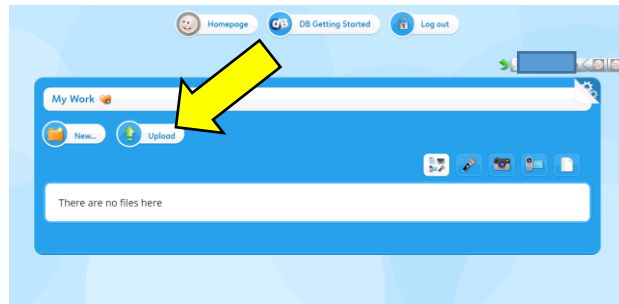 Homepage DB Getting Started Log out
My Work
New... Upload
There are no files here